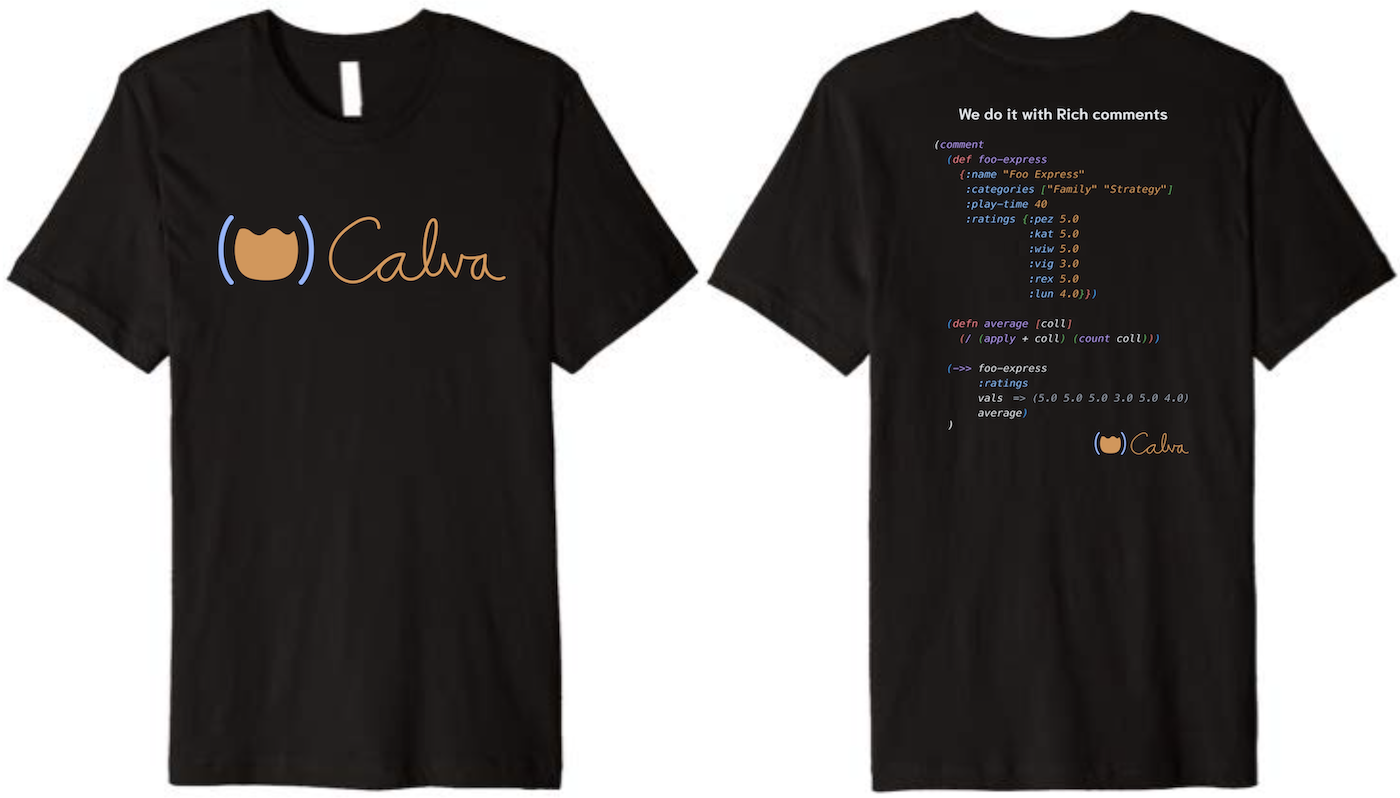 ( ) Calva
We do it with Rich comments
(comment
  (def foo-express
    {:name "Foo Express"
     :categories ["Family" "Strategy"]
     :play-time 40
     :ratings {:pez 5.0
               :kat 5.0
               :wiw 5.0
               :vig 3.0
               :rex 5.0
               :lun 4.0}})
  (defn average [coll]
    (/ (apply + coll) (count coll)))
  (->> foo-express
       :ratings
       vals => (5.0 5.0 5.0 3.0 5.0 4.0)
       average)
  )
( ) Calva